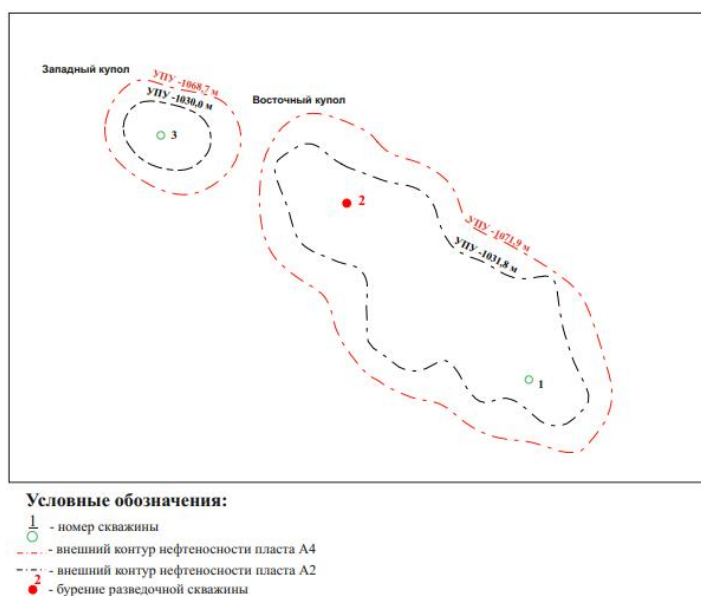 Западный купол
УПУ -1068,7 м
УПУ -1030,0 м
3
Восточный купол
2
УПУ -1071,9 м
УПУ -1031,8 м
1
Условные обозначения:
1 - номер скважины
- внешний контур нефтеносности пласта А4
- внешний контур нефтеносности пласта А2
2 - бурение разведочной скважины